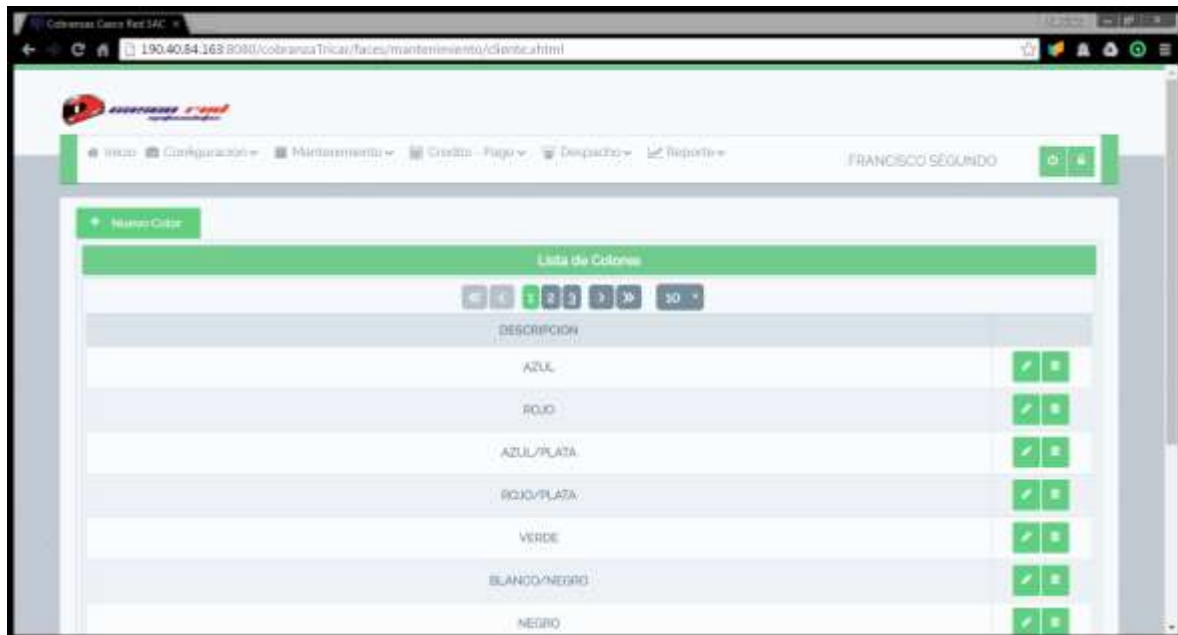 Cobranzas Casco Red SAC
190.40.84.163:8080/cobranzaTricar/faces/mantenimiento/cliente.xhtml
casco red
Inicio Configuracion Mantenimiento Credito - Pago Despacho Reporte
FRANCISCO SEGUNDO
Nuevo Color
Lista de Colores
1 2 3 10
DESCRIPCION
AZUL
ROJO
AZUL/PLATA
ROJO/PLATA
VERDE
BLANCO/NEGRO
NEGRO